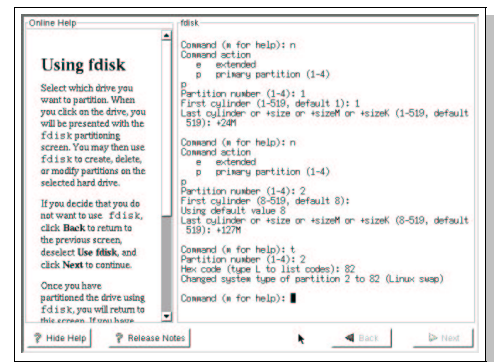 Online Help
Using fdisk
Select which drive you
want to partition. When
you click on the drive, you
will be presented with the
fdisk partitioning
screen. You may then use
fdisk to create, delete,
or modify partitions on the
selected hard drive.
If you decide that you do
not want to use fdisk,
click Back to return to
the previous screen,
deselect Use fdisk, and
click Next to continue.
Once you have
partitioned the drive using
fdisk, you will return to
this screen. If you have
fdisk
Command (m for help): n
Command action
e extended
p primary partition (1-4)
p
Partition number (1-4): 1
First cylinder (1-519, default 1): 1
Last cylinder or +size or +sizeM or +sizeK (1-519, default
519): +24M
Command (m for help): n
Command action
e extended
p primary partition (1-4)
p
Partition number (1-4): 2
First cylinder (8-519, default 8):
Using default value 8
Last cylinder or +size or +sizeM or +sizeK (8-519, default
519): +127M
Command (m for help): t
Partition number (1-4): 2
Hex code (type L to list codes): 82
Changed system type of partition 2 to 82 (Linux swap)
Command (m for help):
? Hide Help
? Release Notes
Back
Next